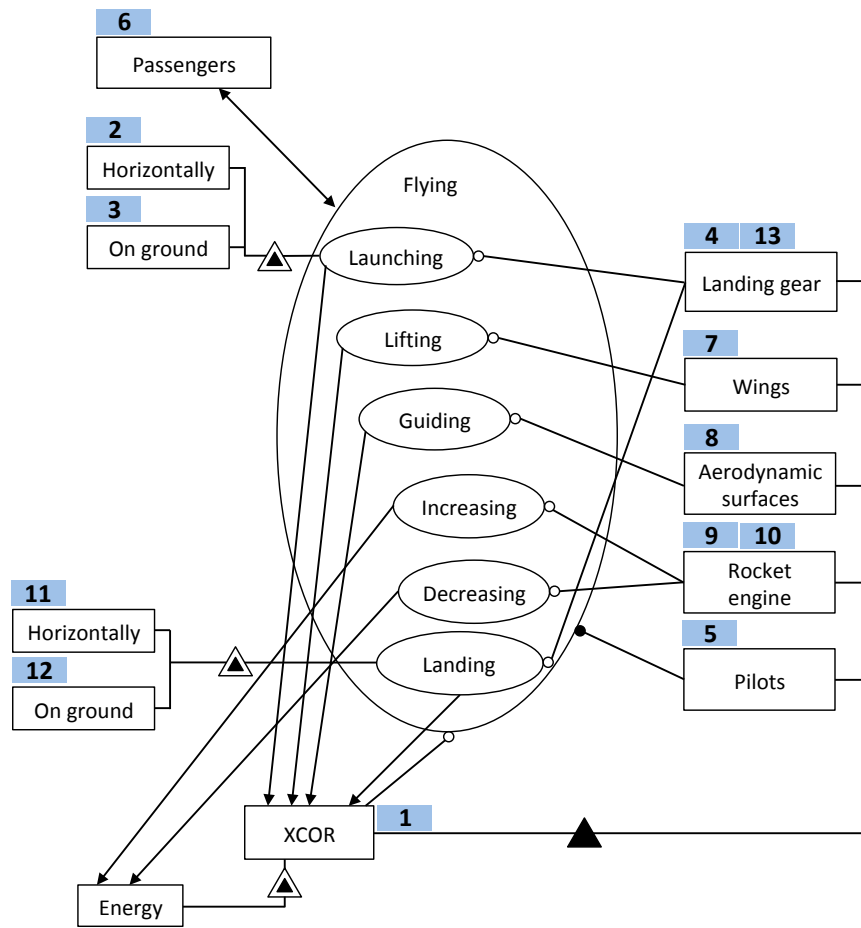 6
Passengers
2
Horizontally
3
On ground
Flying
Launching
4 13
Landing gear
Lifting
7
Wings
Guiding
8
Aerodynamic
surfaces
Increasing
9 10
Rocket
engine
Decreasing
11
Horizontally
12
On ground
Landing
5
Pilots
XCOR
1
Energy